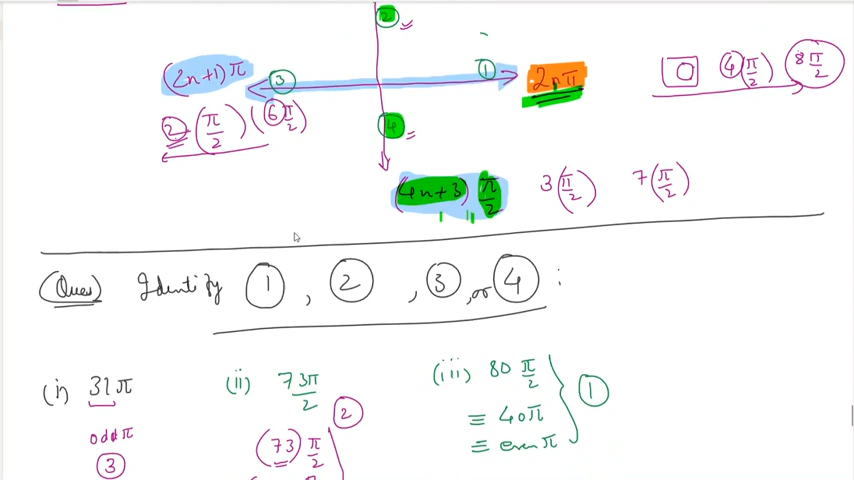 2
1
(2n+1)π
3
2nπ
0 4(π/2) 8π/2
2(π/2) (6π/2)
4
(4n+3) π/2 3(π/2) 7(π/2)
Ques Identify 1 , 2 , 3 , or 4 :
(i) 31π (ii) 73π/2 (iii) 80 π/2
≡ 40π
≡ even π
1
odd π
3
2
(73) π/2